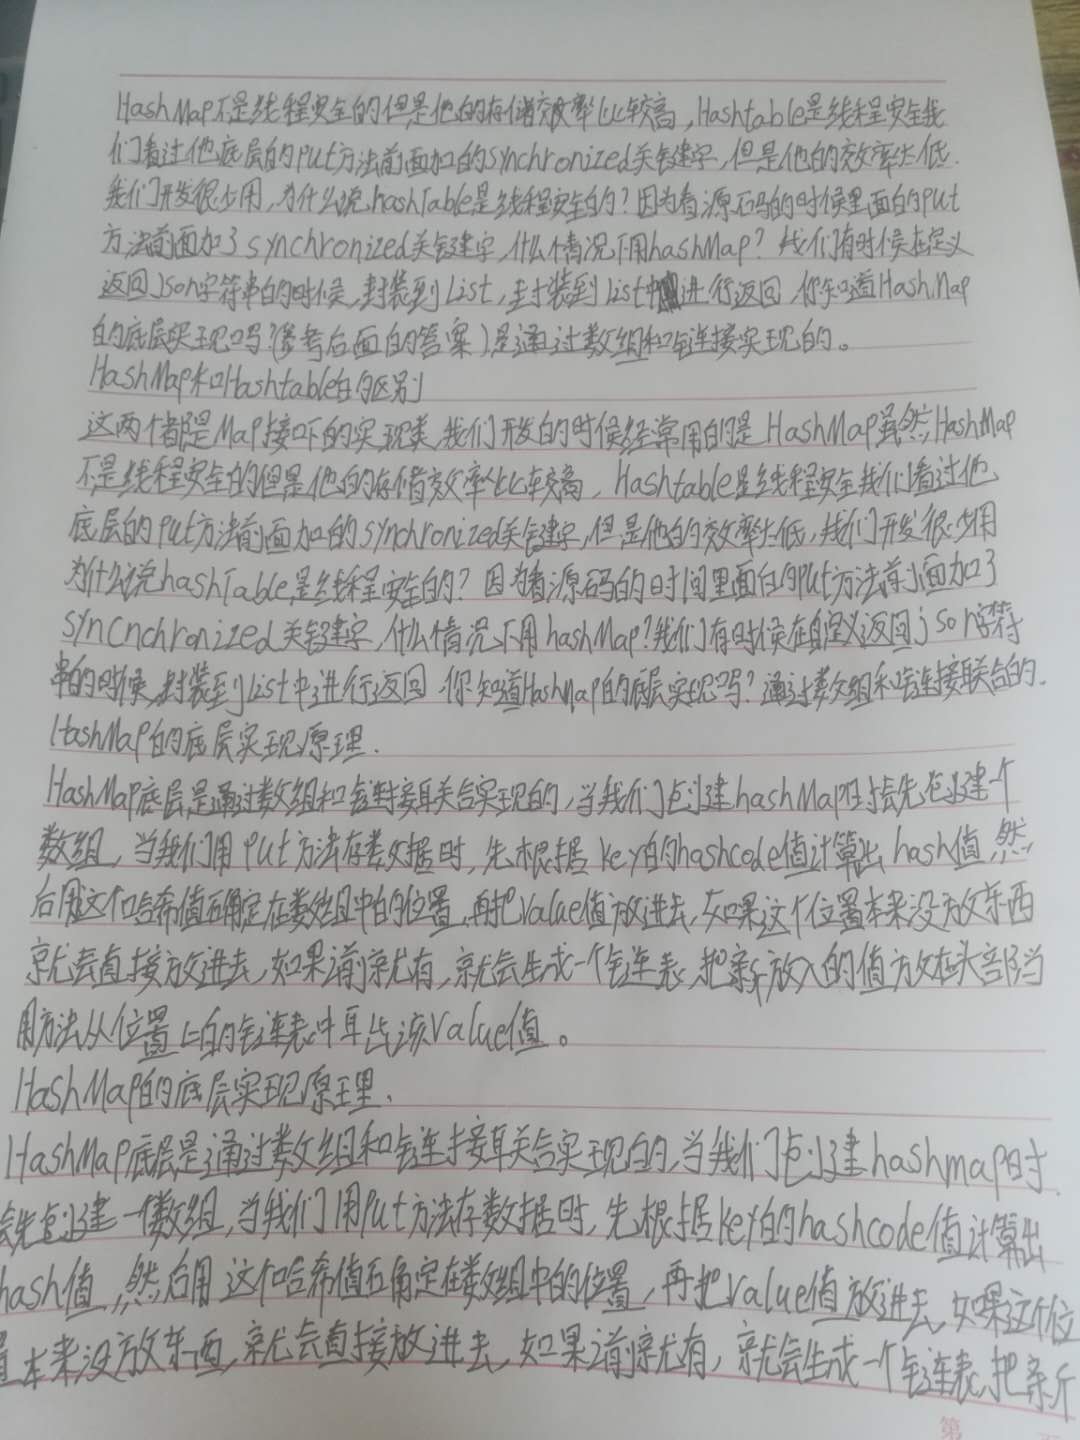 HashMap不是线程安全的但是他的存储效率比较高,Hashtable是线程安全我
们看过他底层的put方法前面加的synchronized关键字,但是他的效率太低.
我们开发很少用,为什么说hashTable是线程安全的?因为看源码的时候里面的put
方法前面加了synchronized关键字,什么情况不用hashMap?我们有时候在定义
返回Json字符串的时候,封装到List,封装到List中进行返回,你知道HashMap
的底层实现吗?(参考后面的答案)是通过数组和链接实现的。
HashMap和Hashtable的区别
这两个都是Map接口下的实现类,我们开发的时候经常用的是HashMap虽然HashMap
不是线程安全的但是他的存储效率比较高,Hashtable是线程安全我们看过他
底层的put方法前面加的synchronized关键字,但是他的效率太低,我们开发很少用
为什么说hashTable是线程安全的?因为看源码的时间里面的put方法前面加了
syncnchronized关键字,什么情况不用hashMap?我们有时候在自定义返回json字符
串的时候,封装到List中进行返回,你知道HashMap的底层实现吗?通过数组和链接联合的.
HashMap的底层实现原理.
HashMap底层是通过数组和链接联合实现的,当我们创建hashMap时会先创建一个
数组,当我们用put方法存数据时,先根据key的hashcode值计算出hash值,然
后用这个哈希值确定在数组中的位置,再把value值放进去,如果这个位置本来没放东西
就会直接放进去,如果之前就有,就会生成一个链表,把新放入的值放在头部当
用方法从位置上的链表中取出该value值。
HashMap的底层实现原理.
HashMap底层是通过数组和链连接联合实现的,当我们创建hashmap时
会先创建一个数组,当我们用put方法存数据时,先根据key的hashcode值计算出
hash值,然后用这个哈希值确定在数组中的位置,再把value值放进去,如果这个位
置本来没放东西,就会直接放进去,如果之前就有,就会生成一个链表,把新
第 页